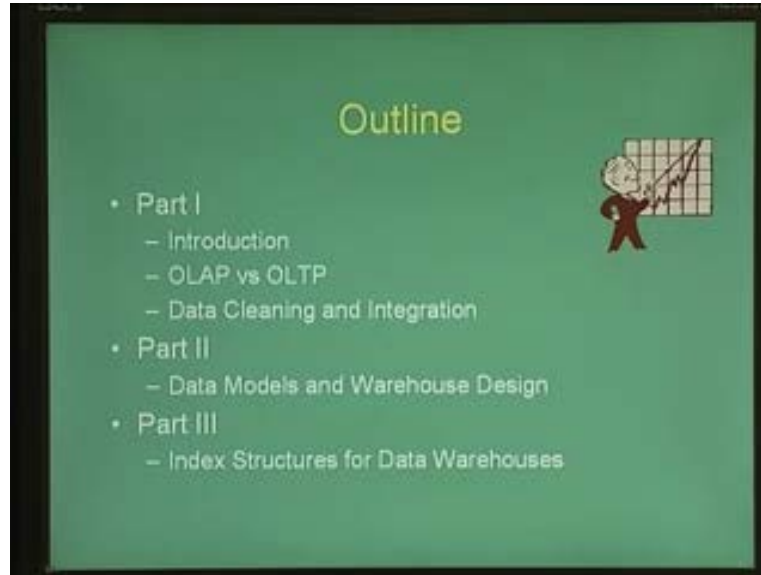 Outline
• Part I
– Introduction
– OLAP vs OLTP
– Data Cleaning and Integration
• Part II
– Data Models and Warehouse Design
• Part III
– Index Structures for Data Warehouses